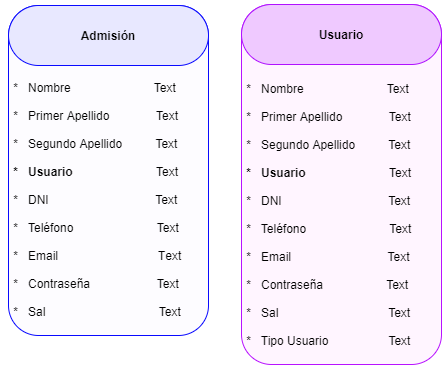 Admisión
* Nombre Text
* Primer Apellido Text
* Segundo Apellido Text
* Usuario Text
* DNI Text
* Teléfono Text
* Email Text
* Contraseña Text
* Sal Text
Usuario
* Nombre Text
* Primer Apellido Text
* Segundo Apellido Text
* Usuario Text
* DNI Text
* Teléfono Text
* Email Text
* Contraseña Text
* Sal Text
* Tipo Usuario Text